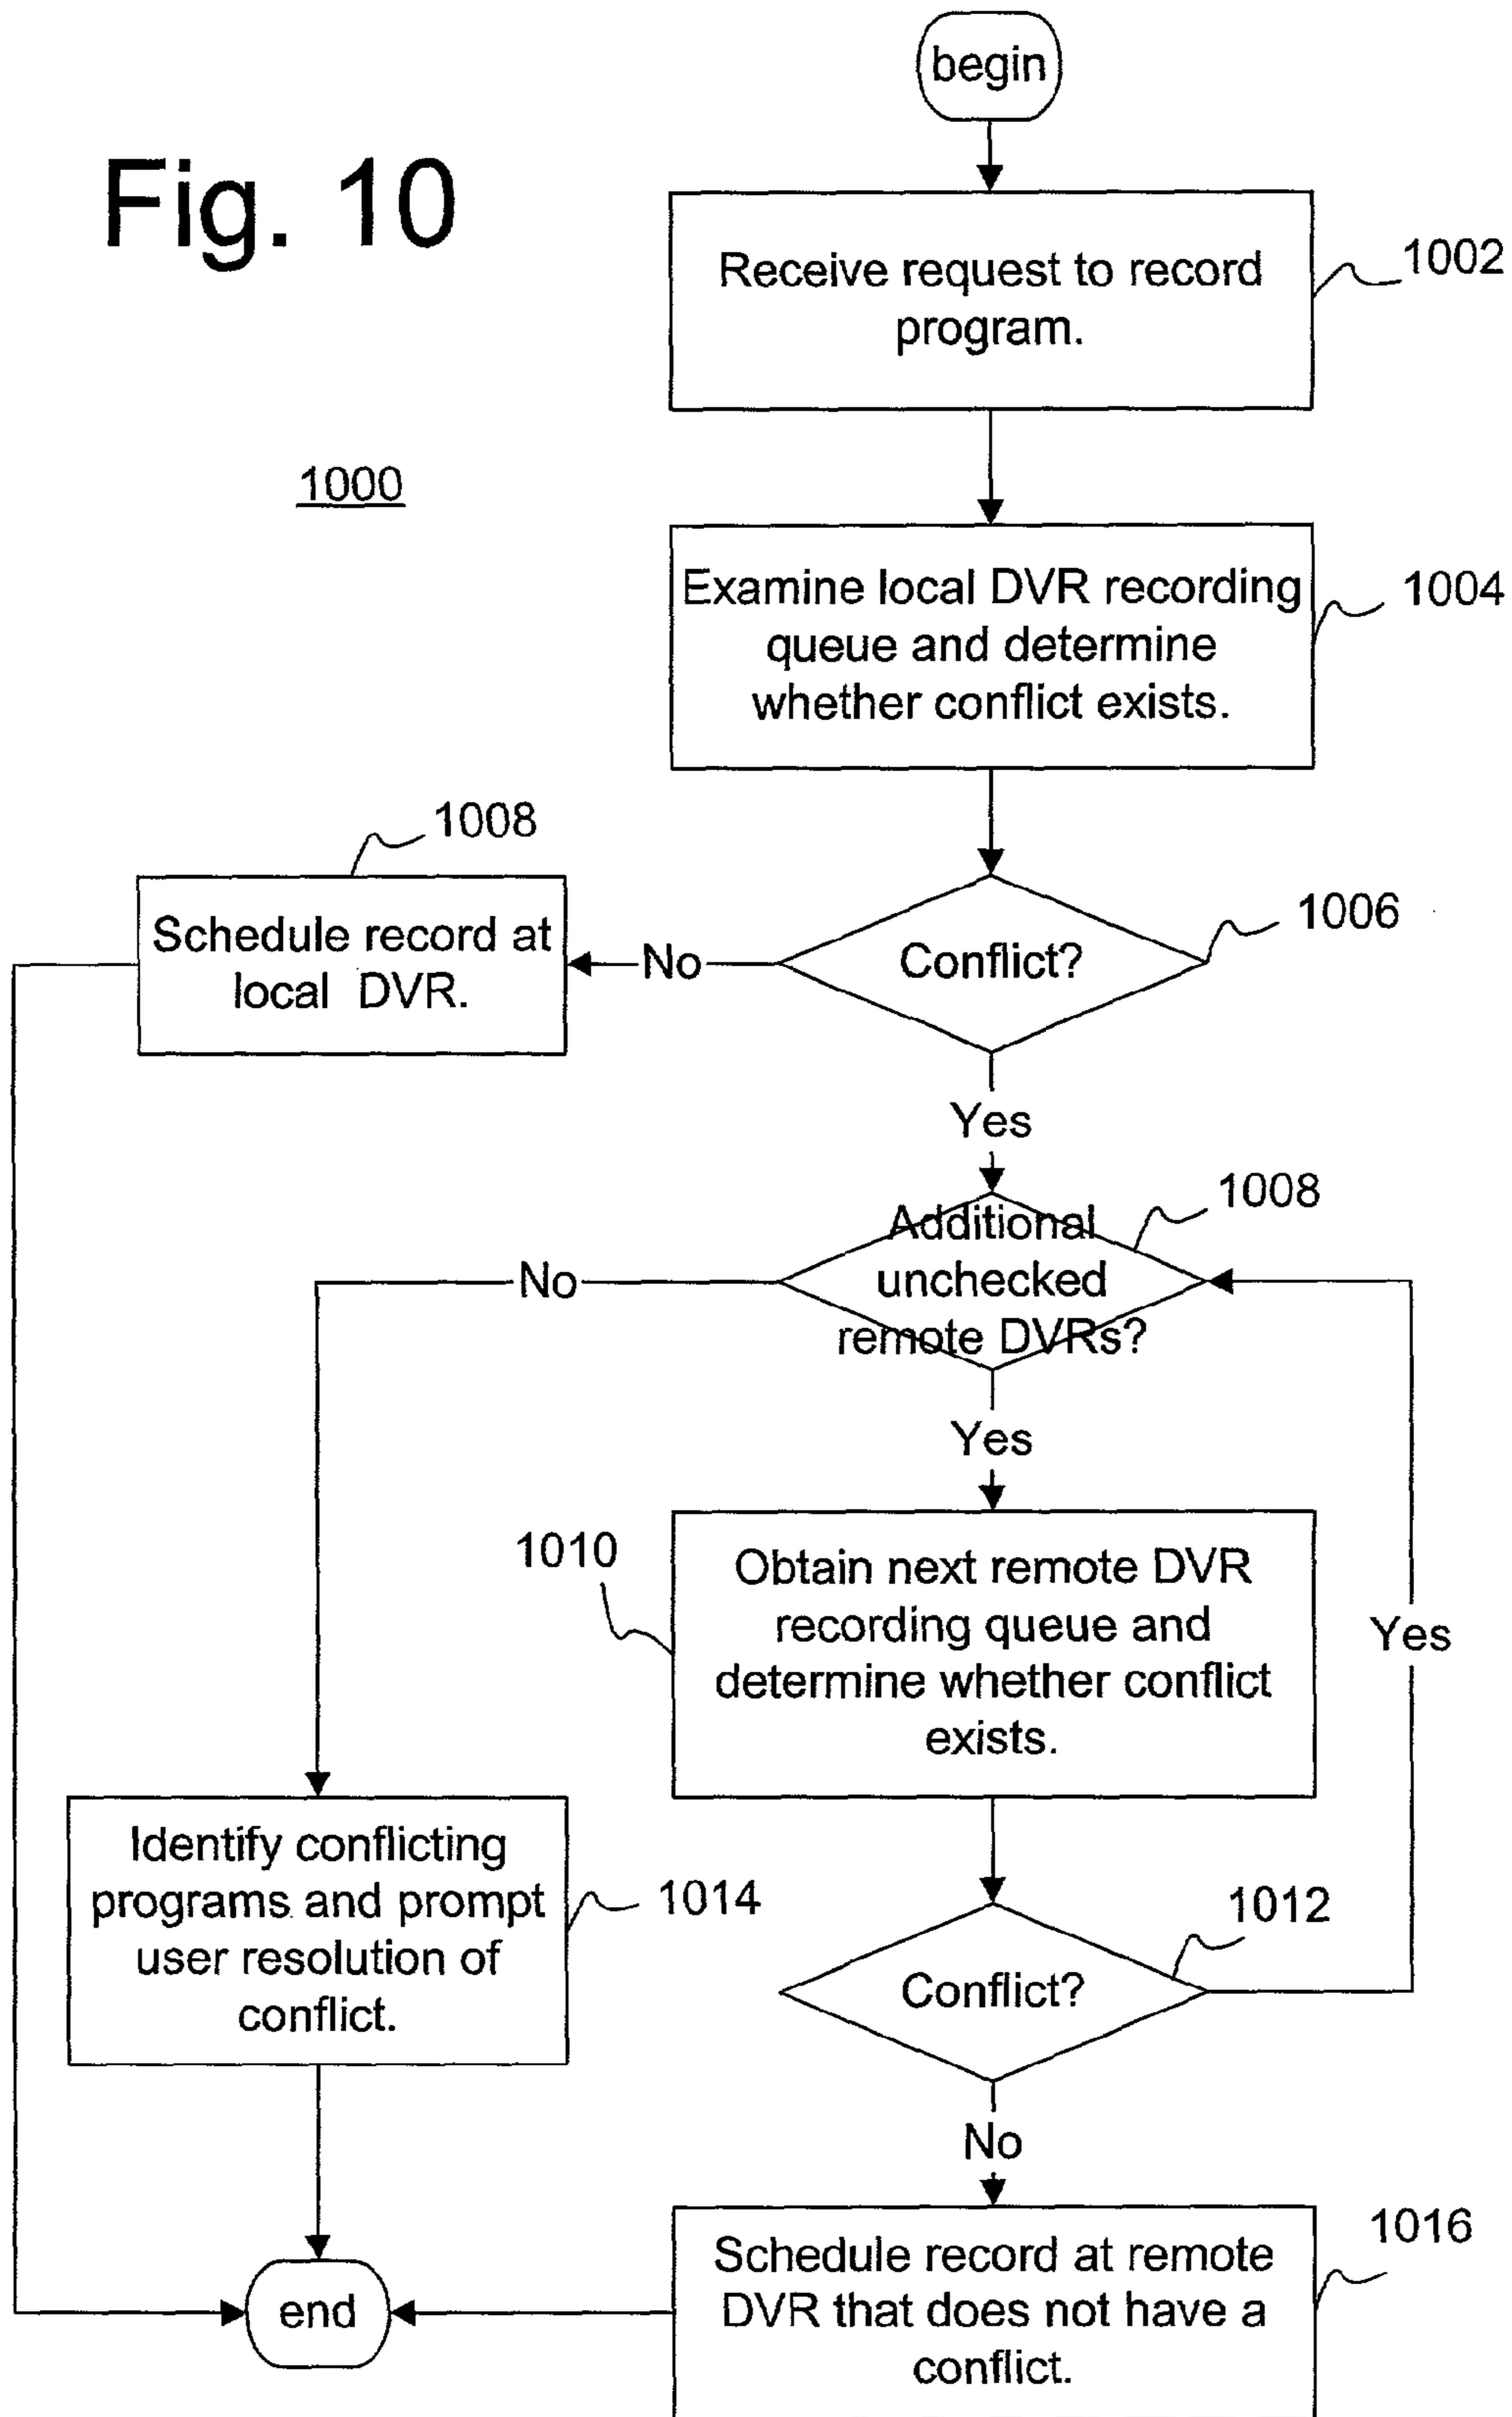 begin
Fig. 10
Receive request to record
program.
1002
1000
Examine local DVR recording
queue and determine
whether conflict exists.
1004
1008
Schedule record at
local DVR.
No
Conflict?
1006
Yes
1008
Additional
unchecked
remote DVRs?
No
Yes
1010
Obtain next remote DVR
recording queue and
determine whether conflict
exists.
Yes
Identify conflicting
programs and prompt
user resolution of
conflict.
1014
1012
Conflict?
No
1016
Schedule record at remote
DVR that does not have a
conflict.
end